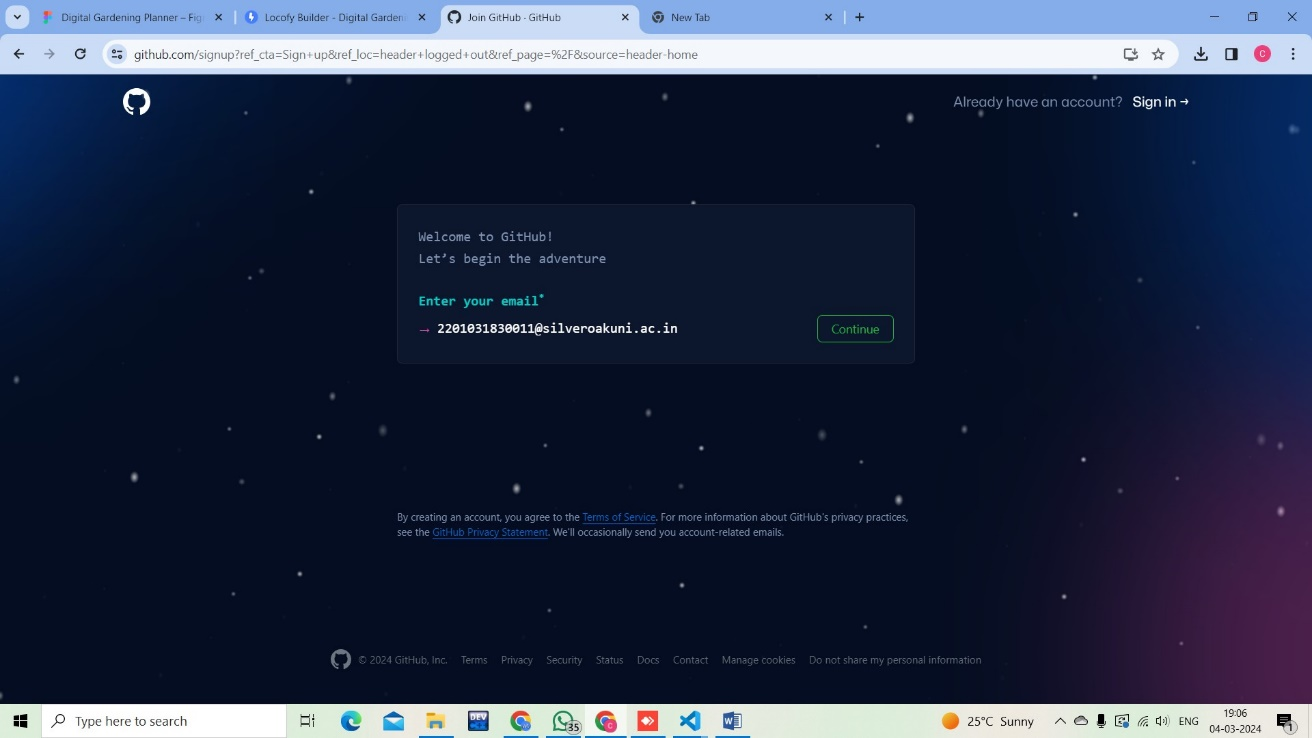 Digital Gardening Planner – Fig
Locofy Builder - Digital Gardeni
Join GitHub · GitHub
New Tab
github.com/signup?ref_cta=Sign+up&ref_loc=header+logged+out&ref_page=%2F&source=header-home
C
Already have an account? Sign in →
Welcome to GitHub!
Let’s begin the adventure
Enter your email*
→ 2201031830011@silveroakuni.ac.in
Continue
By creating an account, you agree to the Terms of Service. For more information about GitHub's privacy practices,
see the GitHub Privacy Statement. We'll occasionally send you account-related emails.
© 2024 GitHub, Inc. Terms Privacy Security Status Docs Contact Manage cookies Do not share my personal information
Type here to search
DEV
35
C
25°C Sunny
ENG
19:06
04-03-2024
1